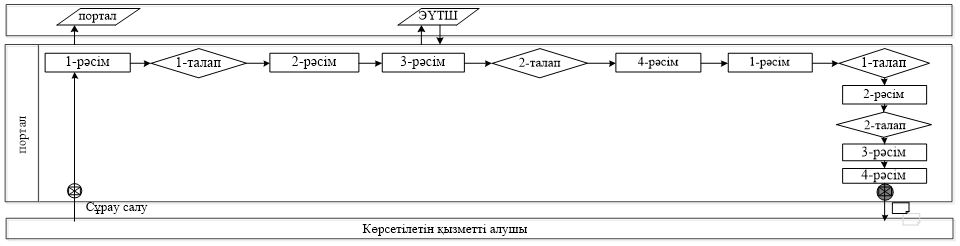 портал
ЭҮТШ
1-рәсім
1-талап
2-рәсім
3-рәсім
2-талап
4-рәсім
1-рәсім
1-талап
2-рәсім
2-талап
3-рәсім
4-рәсім
портал
Сұрау салу
Көрсетілетін қызметті алушы